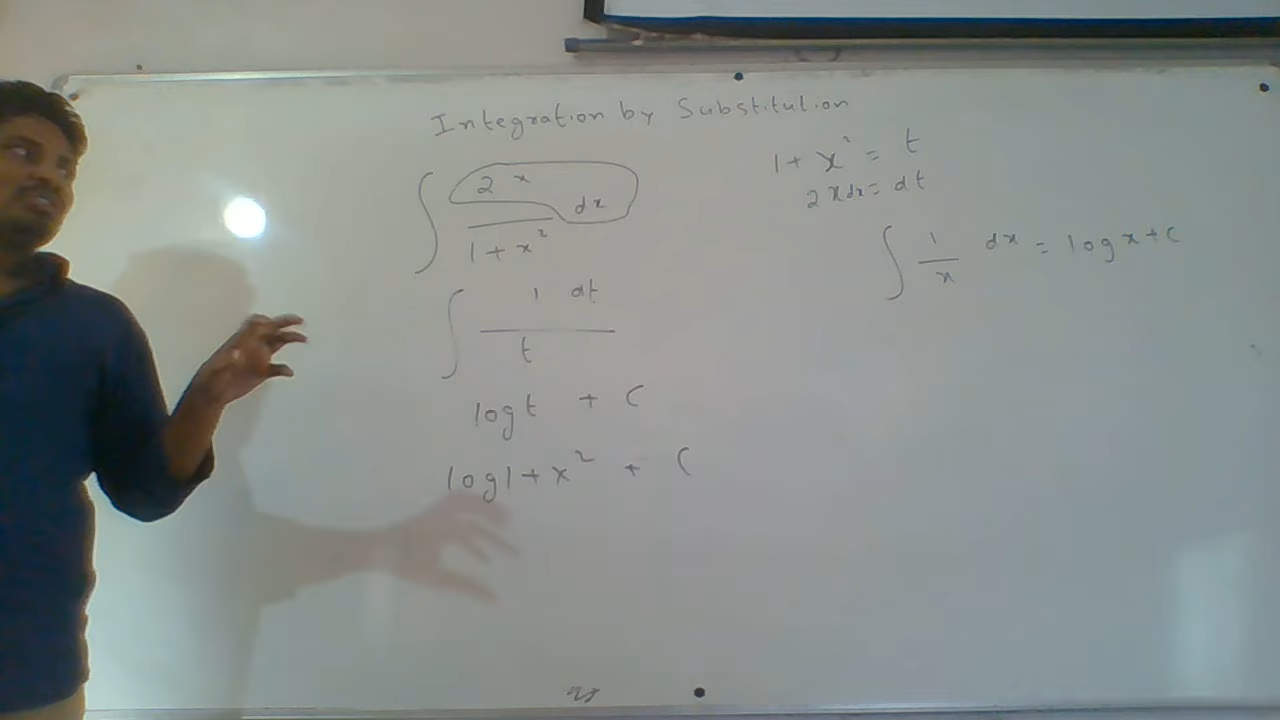 Integration by Substitution
∫ 2x dx / 1+x²
∫ 1 dt / t
log t + C
log 1+x² + C
1+x² = t
2x dx = dt
∫ 1/x dx = log x + C